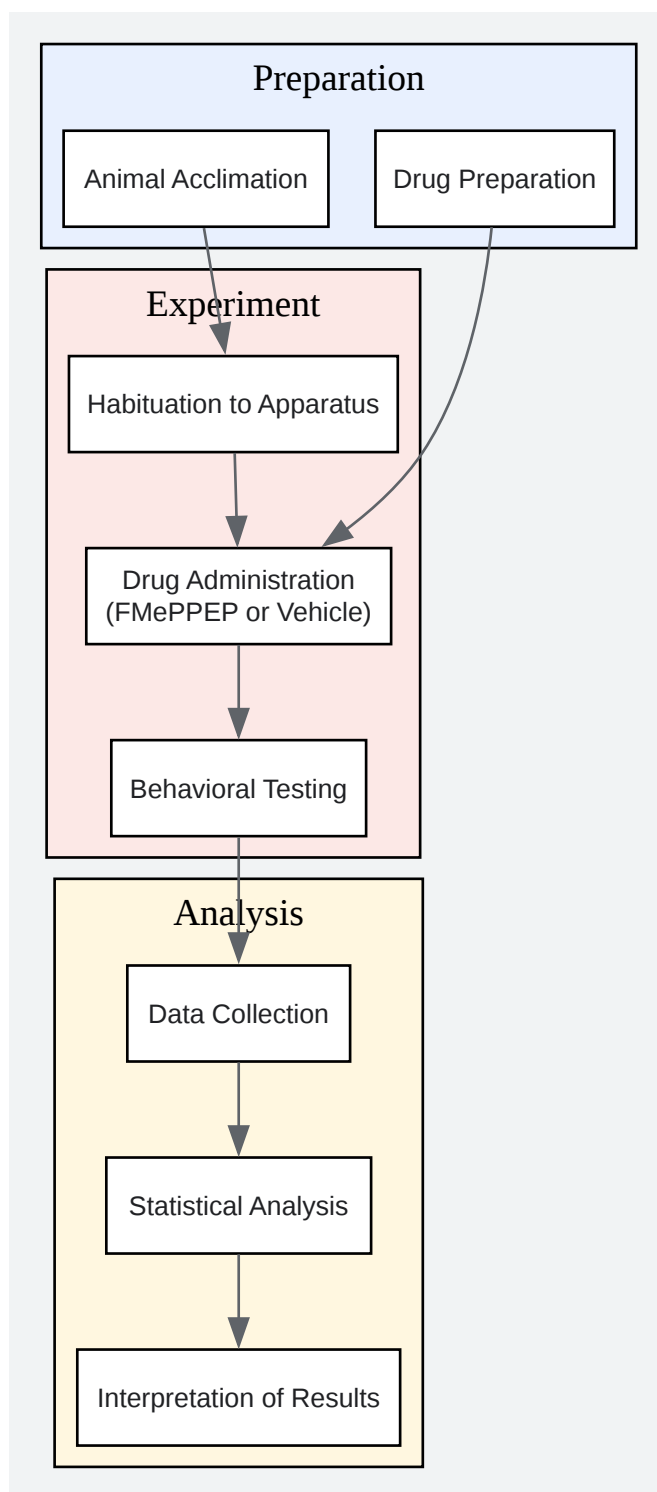 Preparation
Animal Acclimation
Drug Preparation
Experiment
Habituation to Apparatus
Drug Administration
(FMePPEP or Vehicle)
Behavioral Testing
Analysis
Data Collection
Statistical Analysis
Interpretation of Results